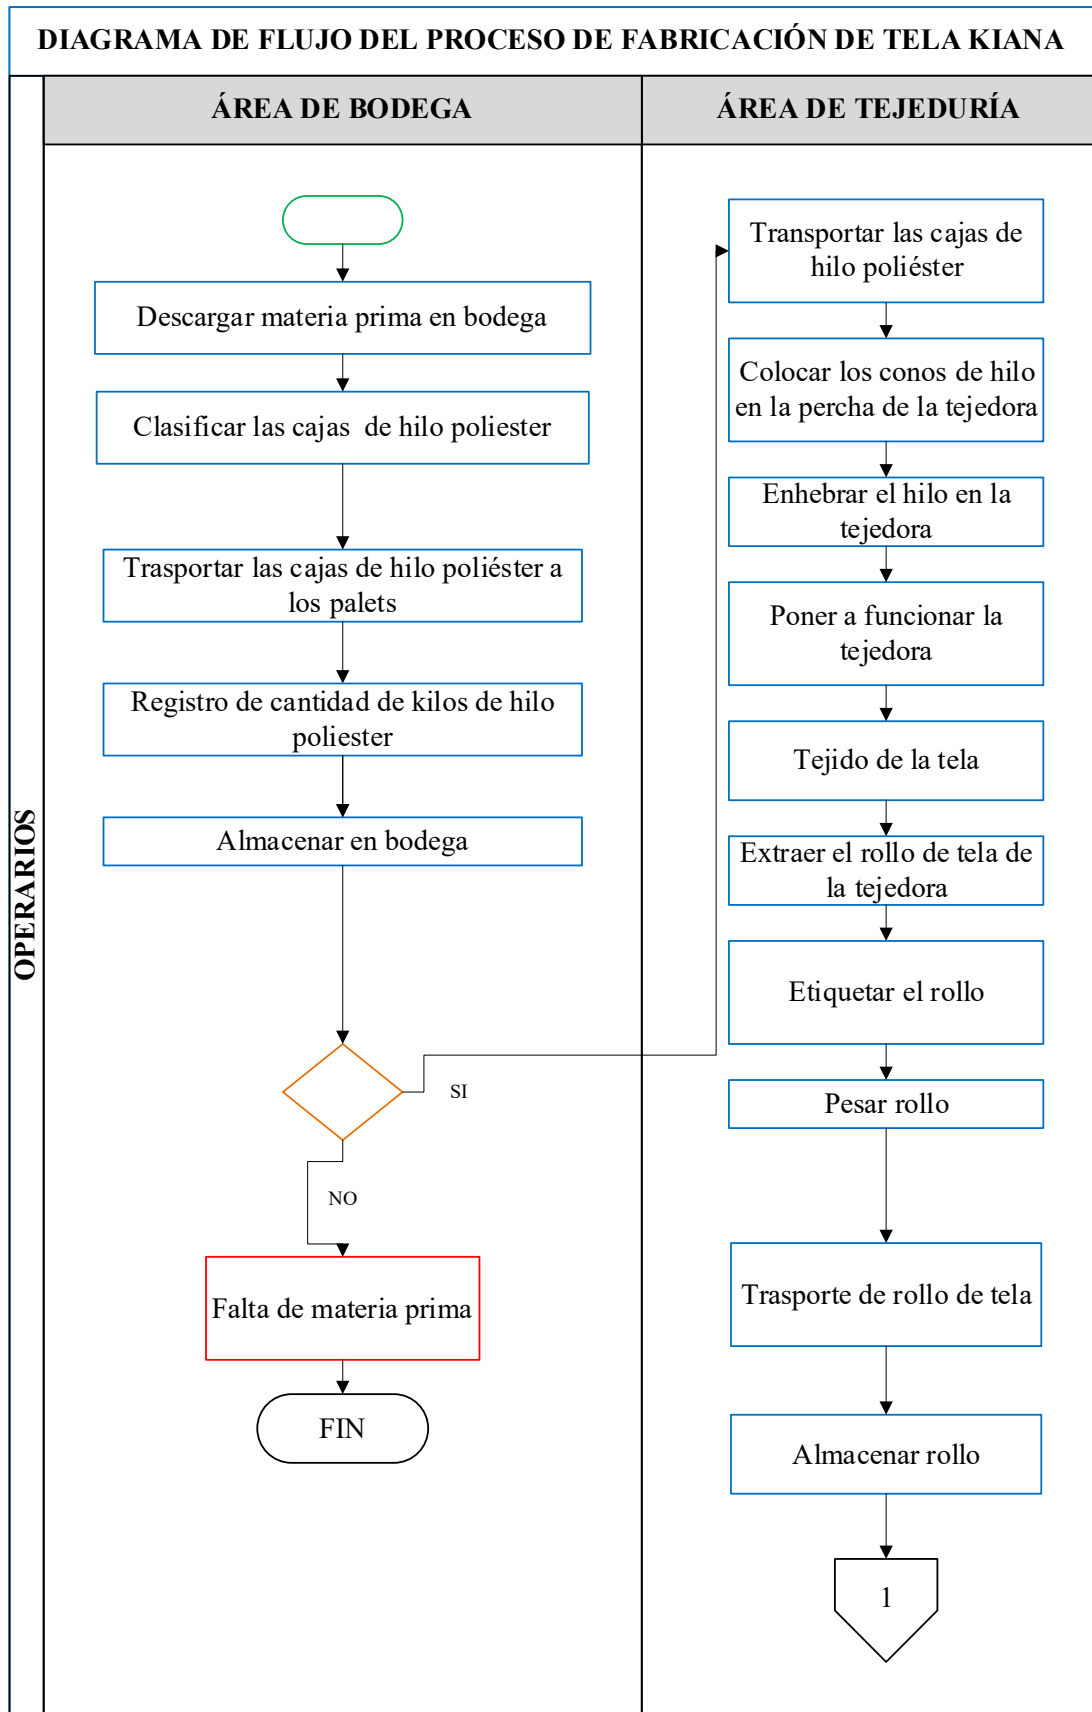 DIAGRAMA DE FLUJO DEL PROCESO DE FABRICACIÓN DE TELA KIANA
OPERARIOS
ÁREA DE BODEGA
Descargar materia prima en bodega
Clasificar las cajas de hilo poliester
Trasportar las cajas de hilo poliéster a
los palets
Registro de cantidad de kilos de hilo
poliester
Almacenar en bodega
SI
NO
Falta de materia prima
FIN
ÁREA DE TEJEDURÍA
Transportar las cajas de
hilo poliéster
Colocar los conos de hilo
en la percha de la tejedora
Enhebrar el hilo en la
tejedora
Poner a funcionar la
tejedora
Tejido de la tela
Extraer el rollo de tela de
la tejedora
Etiquetar el rollo
Pesar rollo
Trasporte de rollo de tela
Almacenar rollo
1